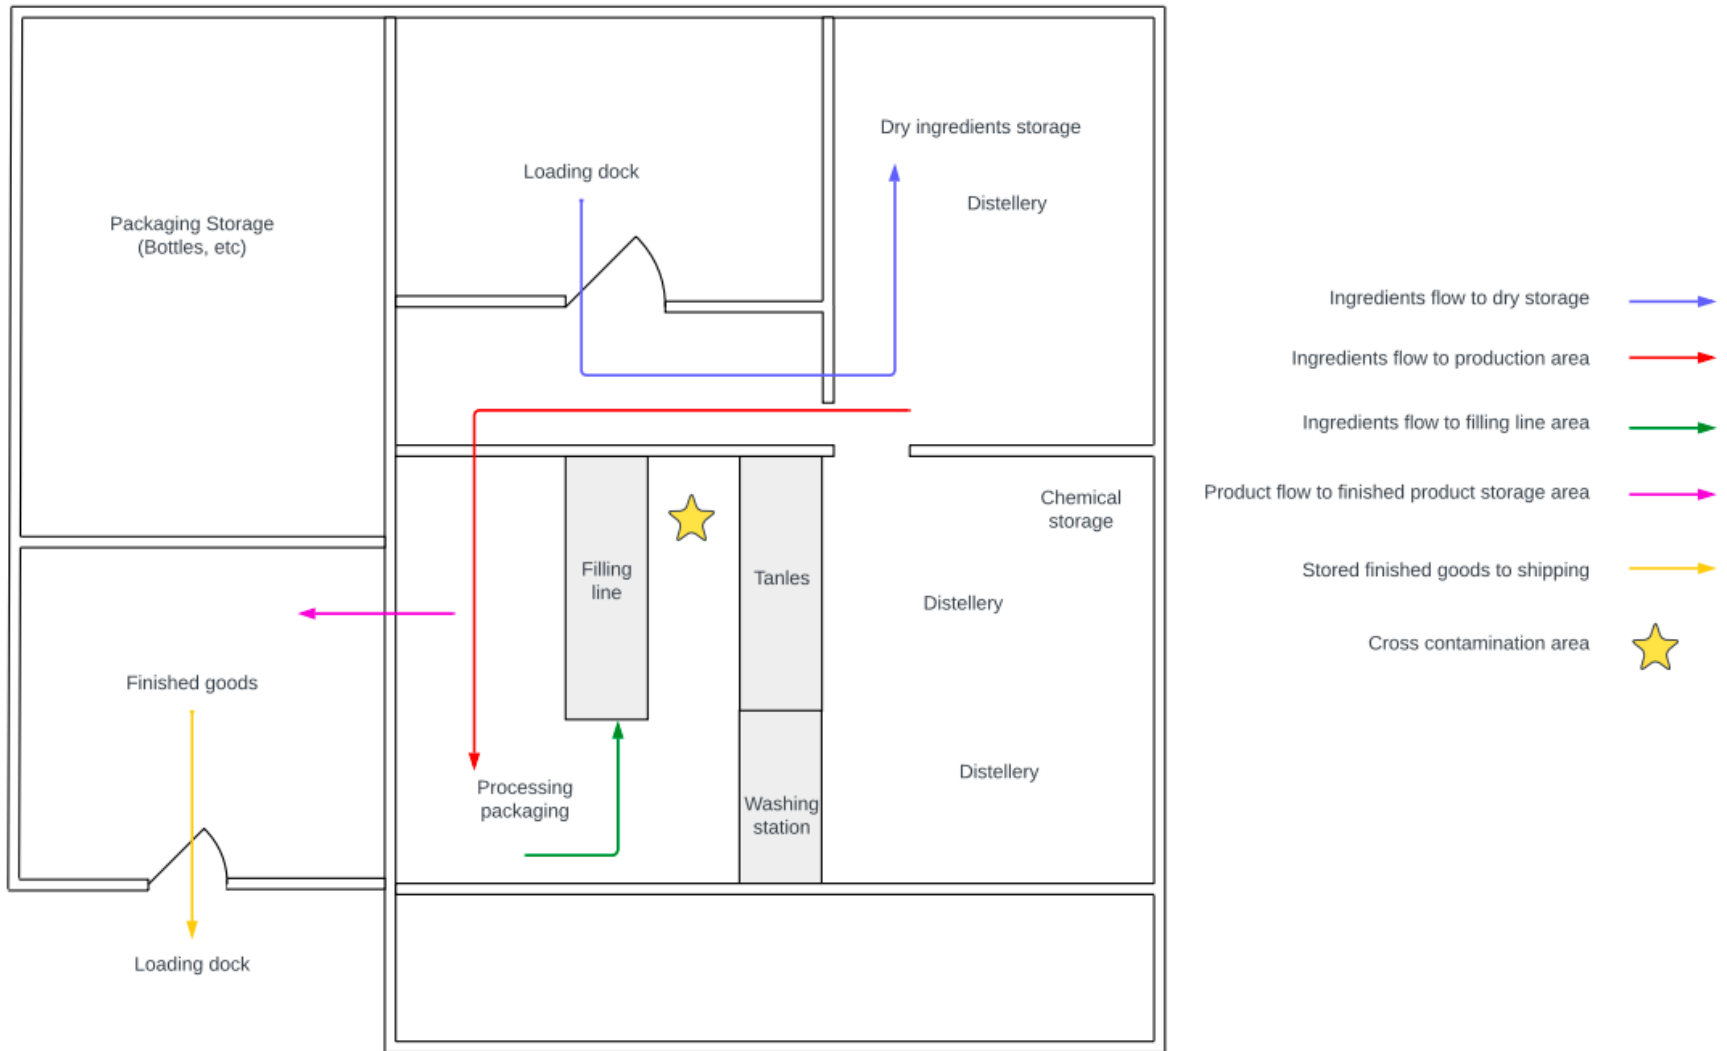 Dry ingredients storage
Loading dock
Distellery
Packaging Storage
(Bottles, etc)
Ingredients flow to dry storage
Ingredients flow to production area
Ingredients flow to filling line area
Product flow to finished product storage area
Stored finished goods to shipping
Cross contamination area
Chemical
storage
Filling
line
Tanles
Distellery
Finished goods
Distellery
Processing
packaging
Washing
station
Loading dock